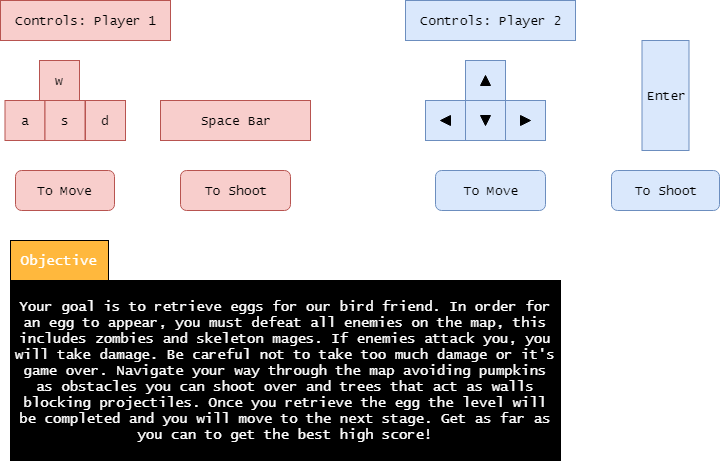 Controls: Player 1
Controls: Player 2
w
a s d
Space Bar
▲
◀ ▼ ▶
Enter
To Move
To Shoot
To Move
To Shoot
Objective
Your goal is to retrieve eggs for our bird friend. In order for
an egg to appear, you must defeat all enemies on the map, this
includes zombies and skeleton mages. If enemies attack you, you
will take damage. Be careful not to take too much damage or it's
game over. Navigate your way through the map avoiding pumpkins
as obstacles you can shoot over and trees that act as walls
blocking projectiles. Once you retrieve the egg the level will
be completed and you will move to the next stage. Get as far as
you can to get the best high score!